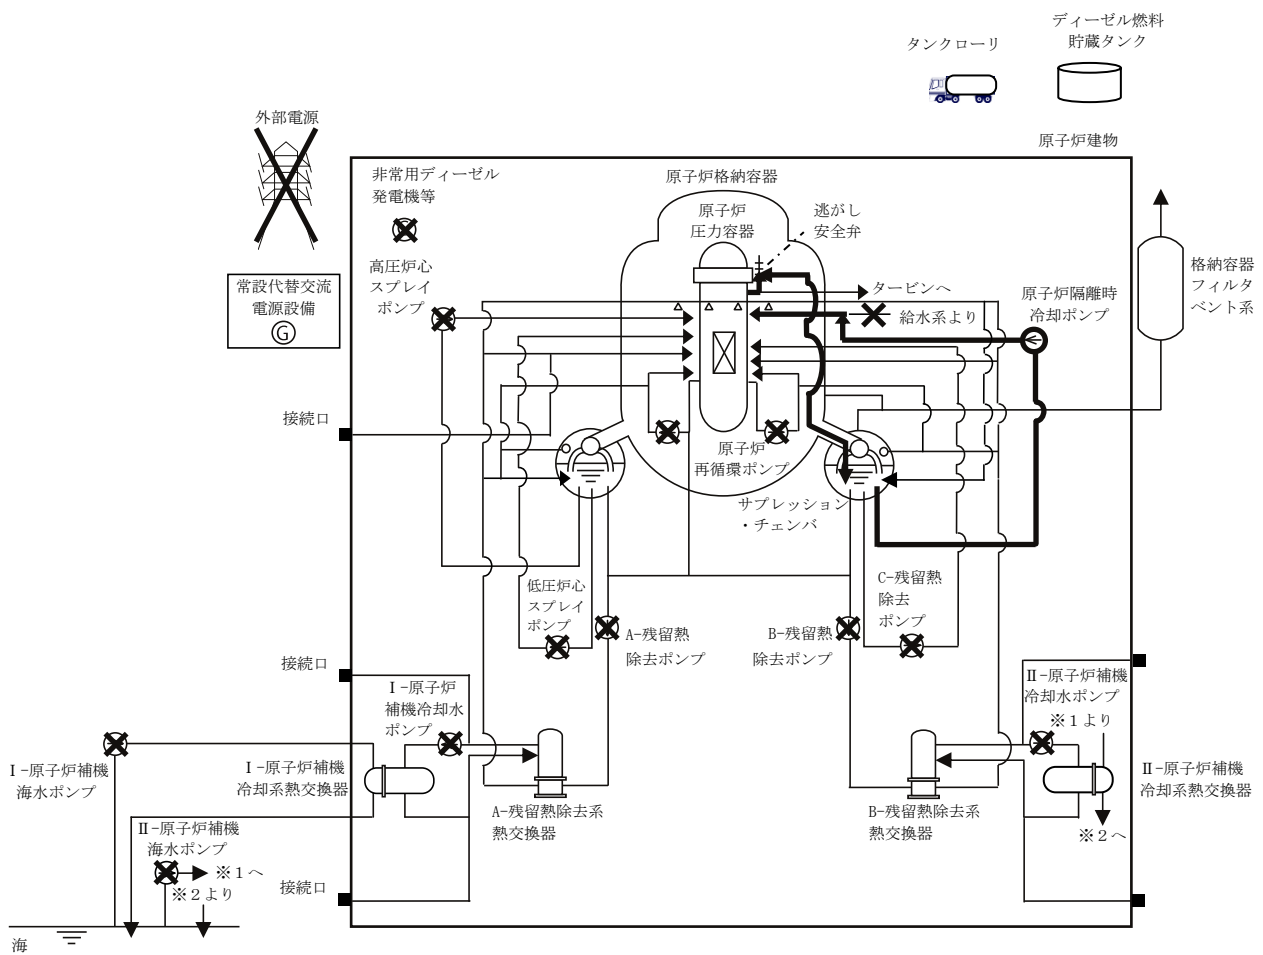 ディーゼル燃料
貯蔵タンク
タンクローリ
外部電源
原子炉建物
非常用ディーゼル
発電機等
原子炉格納容器
原子炉
圧力容器
逃がし
安全弁
高圧炉心
スプレイ
ポンプ
常設代替交流
電源設備
G
タービンへ
給水系より
原子炉隔離時
冷却ポンプ
格納容器
フィルタ
ベント系
接続口
原子炉
再循環ポンプ
サプレッション
・チェンバ
低圧炉心
スプレイ
ポンプ
A-残留熱
除去ポンプ
B-残留熱
除去ポンプ
C-残留熱
除去
ポンプ
接続口
Ⅰ-原子炉
補機冷却水
ポンプ
Ⅱ-原子炉補機
冷却水ポンプ
※1より
Ⅰ-原子炉補機
海水ポンプ
Ⅰ-原子炉補機
冷却系熱交換器
A-残留熱除去系
熱交換器
B-残留熱除去系
熱交換器
Ⅱ-原子炉補機
冷却系熱交換器
※2へ
Ⅱ-原子炉補機
海水ポンプ
※1へ
※2より
接続口
海